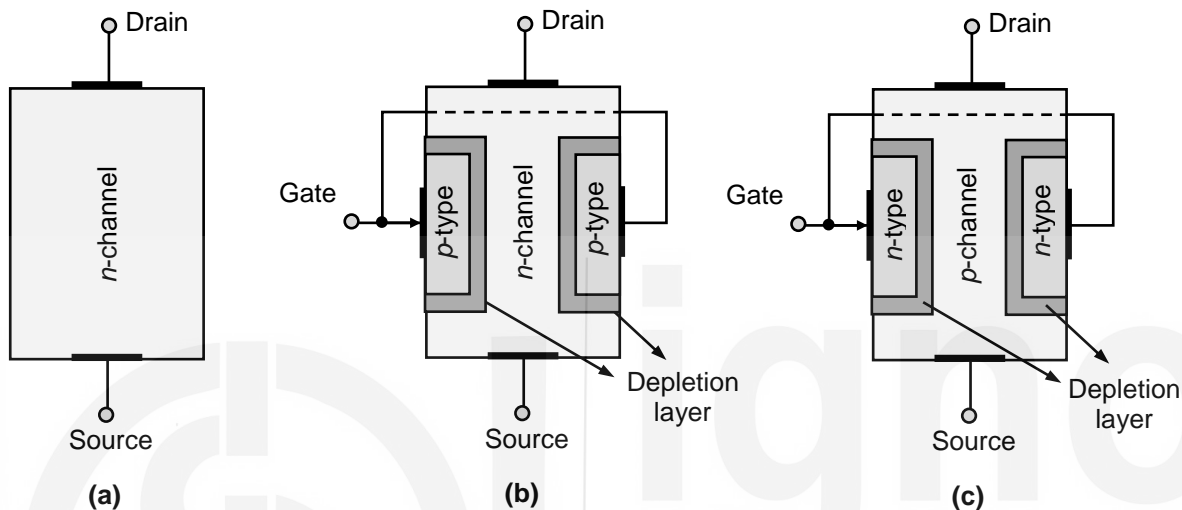 Drain
n-channel
Source
(a)
Drain
Gate
p-type
n-channel
p-type
Depletion
layer
Source
(b)
Drain
Gate
n-type
p-channel
n-type
Depletion
layer
Source
(c)
igno